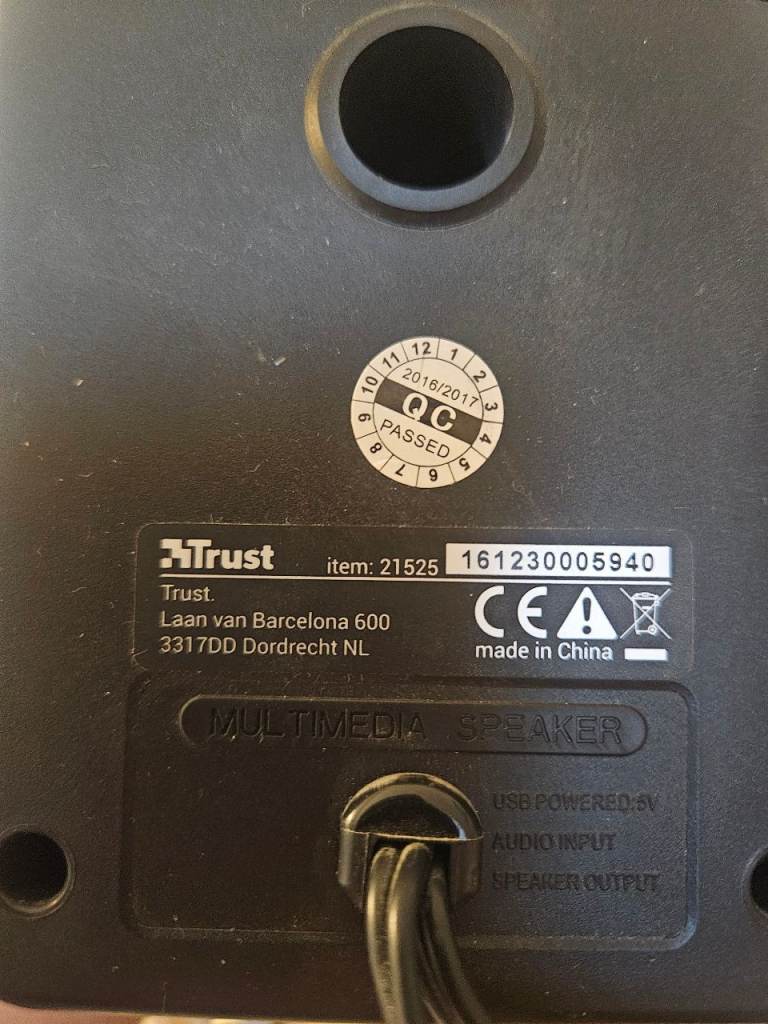 12 1 2 3 4 5 6 7 8 9 10 11
2016/2017
QC
PASSED
Trust item: 21525 161230005940
Trust.
Laan van Barcelona 600
3317DD Dordrecht NL
CE
made in China
MULTIMEDIA SPEAKER
USB POWERED:5V
AUDIO INPUT
SPEAKER OUTPUT